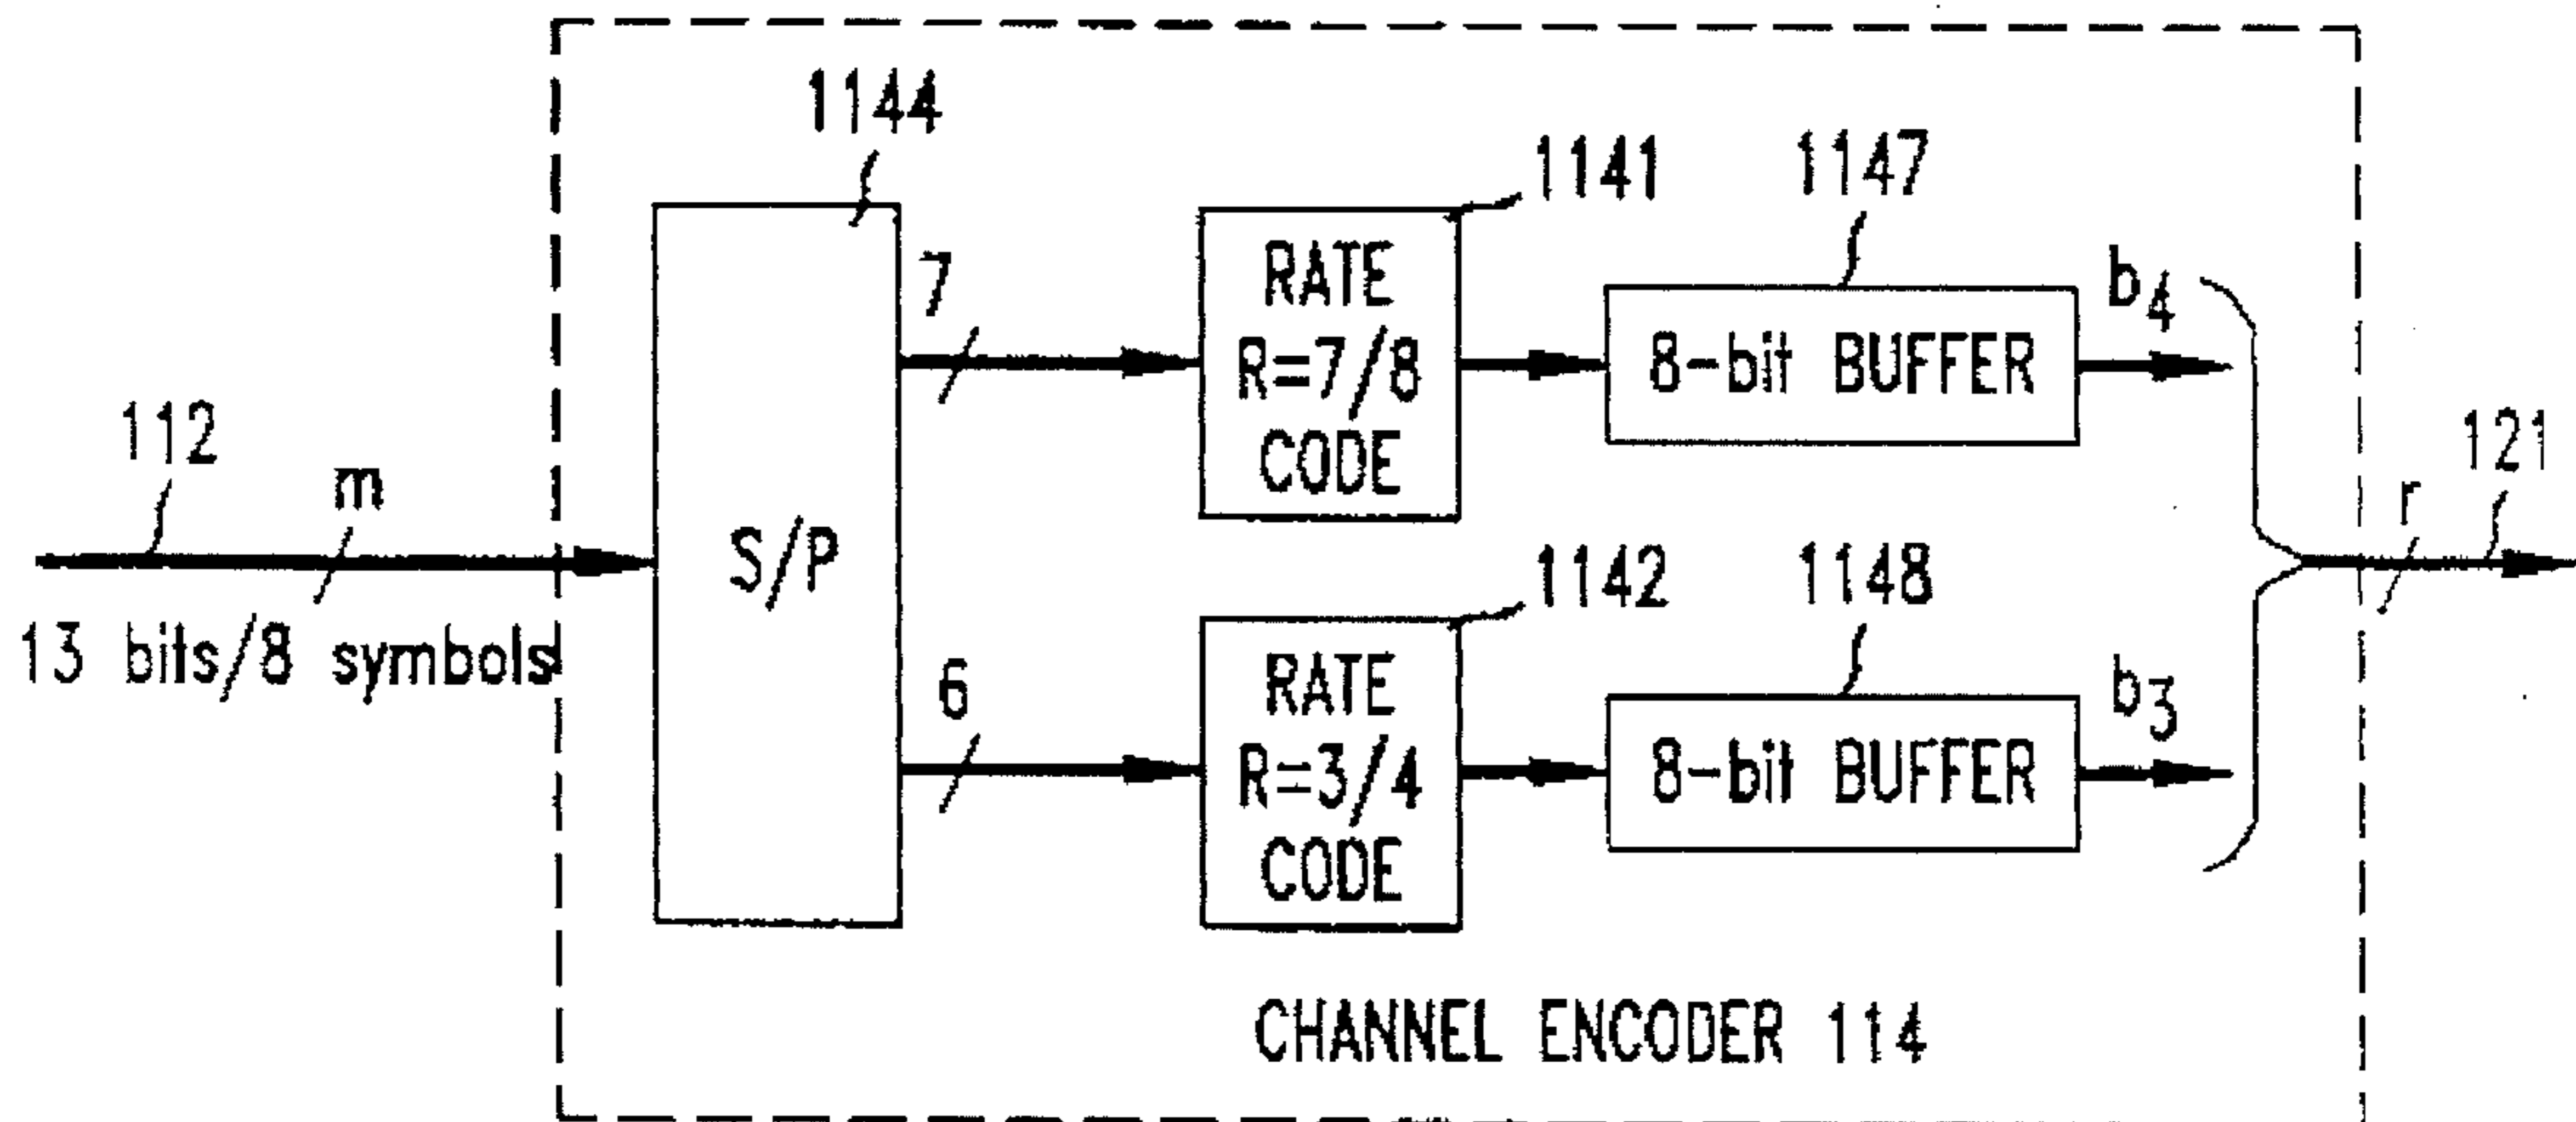 1144
1141
1147
7
RATE
R=7/8
CODE
8-bit BUFFER
b4
112
m
13 bits/8 symbols
S/P
r
121
1142
1148
6
RATE
R=3/4
CODE
8-bit BUFFER
b3
CHANNEL ENCODER 114